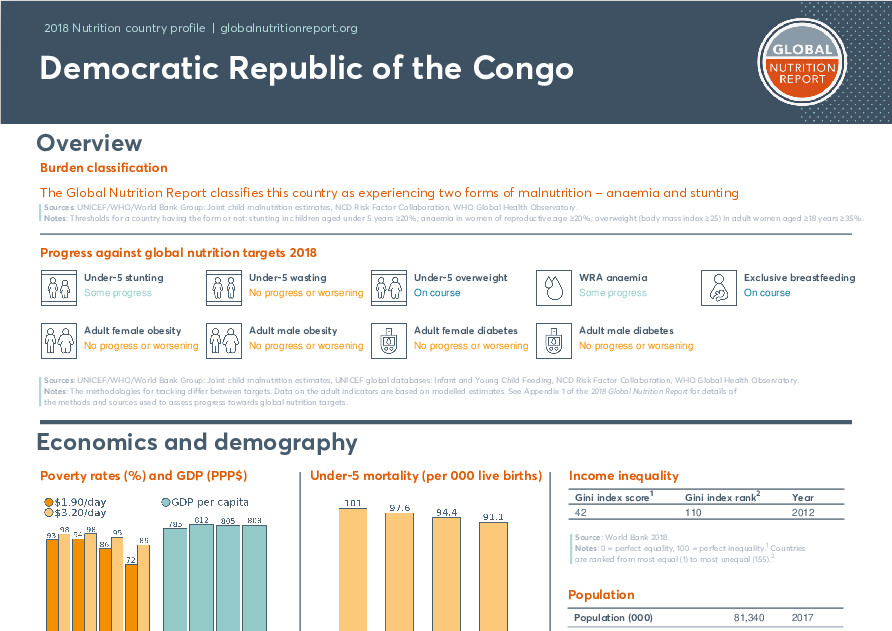 2018 Nutrition country profile | globalnutritionreport.org
Democratic Republic of the Congo
GLOBAL
NUTRITION
REPORT
Overview
Burden classification
The Global Nutrition Report classifies this country as experiencing two forms of malnutrition – anaemia and stunting
Sources: UNICEF/WHO/World Bank Group: Joint child malnutrition estimates, NCD Risk Factor Collaboration, WHO Global Health Observatory.
Notes: Thresholds for a country having the form or not: stunting in children aged under 5 years ≥20%; anaemia in women of reproductive age ≥20%; overweight (body mass index ≥25) in adult women aged ≥18 years ≥35%.
Progress against global nutrition targets 2018
Under-5 stunting
Some progress
Under-5 wasting
No progress or worsening
Under-5 overweight
On course
WRA anaemia
Some progress
Exclusive breastfeeding
On course
Adult female obesity
No progress or worsening
Adult male obesity
No progress or worsening
Adult female diabetes
No progress or worsening
Adult male diabetes
No progress or worsening
Sources: UNICEF/WHO/World Bank Group: Joint child malnutrition estimates, UNICEF global databases: Infant and Young Child Feeding, NCD Risk Factor Collaboration, WHO Global Health Observatory.
Notes: The methodologies for tracking differ between targets. Data on the adult indicators are based on modelled estimates. See Appendix 1 of the 2018 Global Nutrition Report for details of
the methods and sources used to assess progress towards global nutrition targets.
Economics and demography
Poverty rates (%) and GDP (PPP$)
$1.90/day
$3.20/day
GDP per capita
93 98 94 98 86 95 72 89
785 812 805 808
Under-5 mortality (per 000 live births)
101 97.6 94.4 91.1
Income inequality
Gini index score1 Gini index rank2 Year
42 110 2012
Source: World Bank 2018.
Notes: 0 = perfect equality, 100 = perfect inequality.1 Countries
are ranked from most equal (1) to most unequal (155).2
Population
Population (000) 81,340 2017